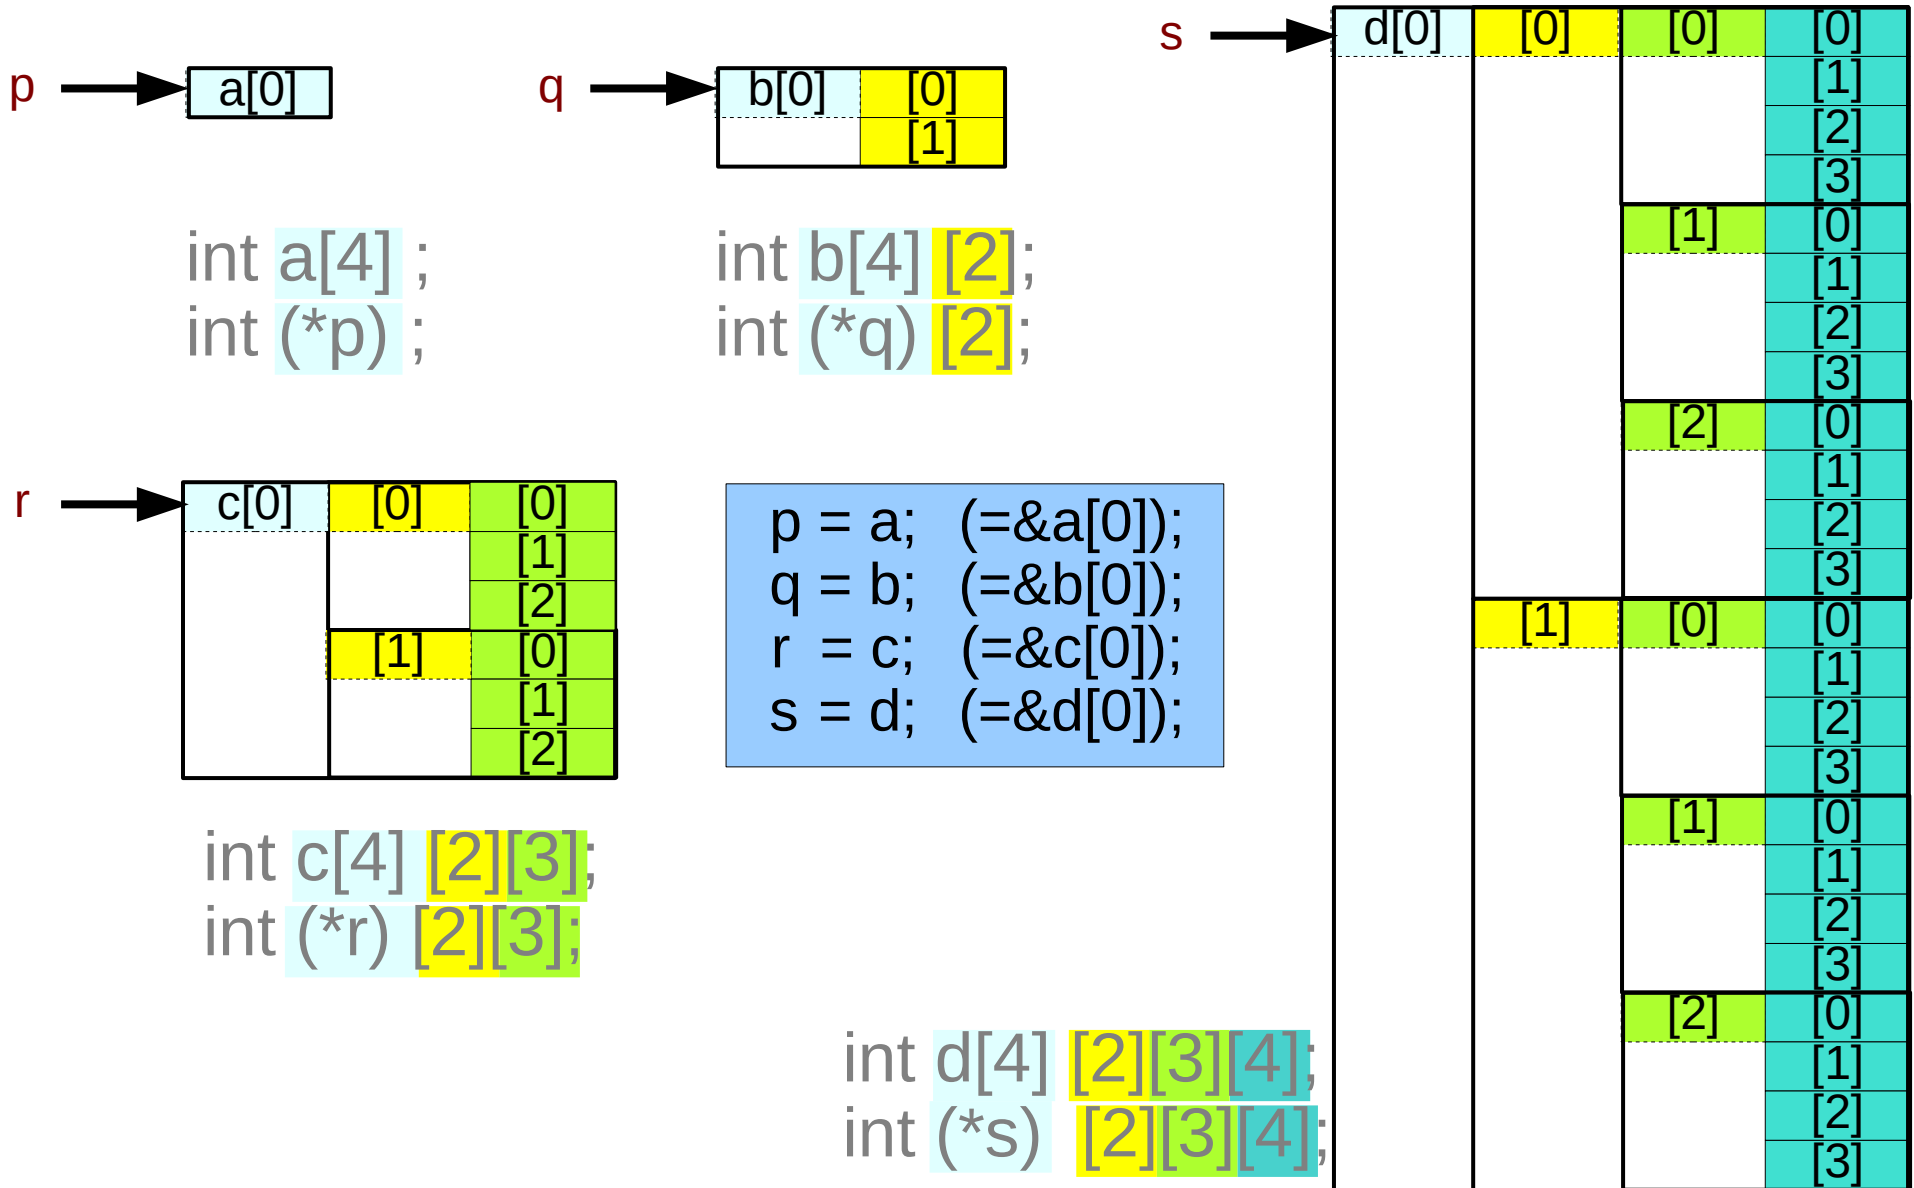 p
a[0]
q
b[0] [0]
[1]
int a[4] ;
int (*p) ;
int b[4] [2];
int (*q) [2];
r
c[0] [0] [0]
[1]
[2]
[1] [0]
[1]
[2]
p = a; (=&a[0]);
q = b; (=&b[0]);
r = c; (=&c[0]);
s = d; (=&d[0]);
int c[4] [2][3];
int (*r) [2][3];
int d[4] [2][3][4];
int (*s) [2][3][4];
s
d[0] [0] [0] [0]
[1]
[2]
[3]
[1] [0]
[1]
[2]
[3]
[2] [0]
[1]
[2]
[3]
[1] [0] [0]
[1]
[2]
[3]
[1] [0]
[1]
[2]
[3]
[2] [0]
[1]
[2]
[3]